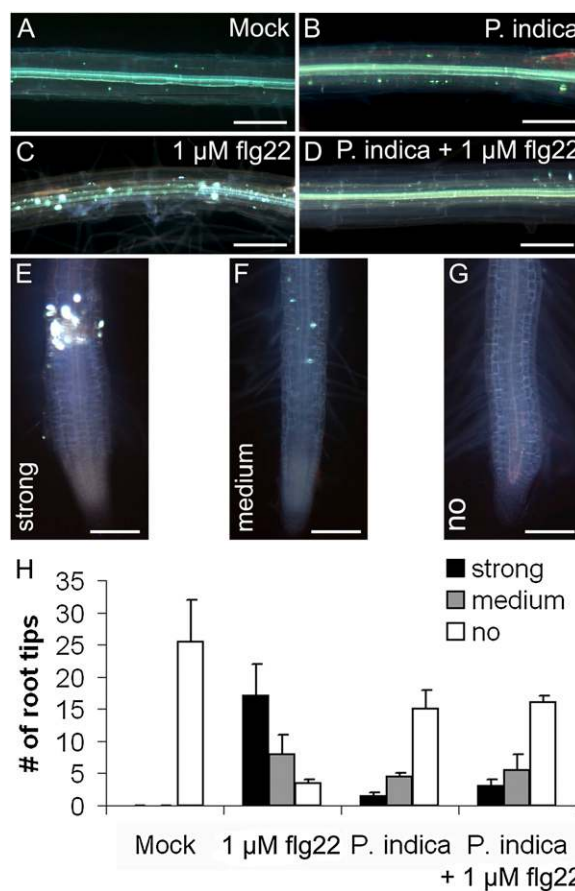 A Mock
B P. indica
C 1 µM flg22
D P. indica + 1 µM flg22
E strong
F medium
G no
H
strong
medium
no
# of root tips
35
30
25
20
15
10
5
0
Mock 1 µM flg22 P. indica P. indica
+ 1 µM flg22